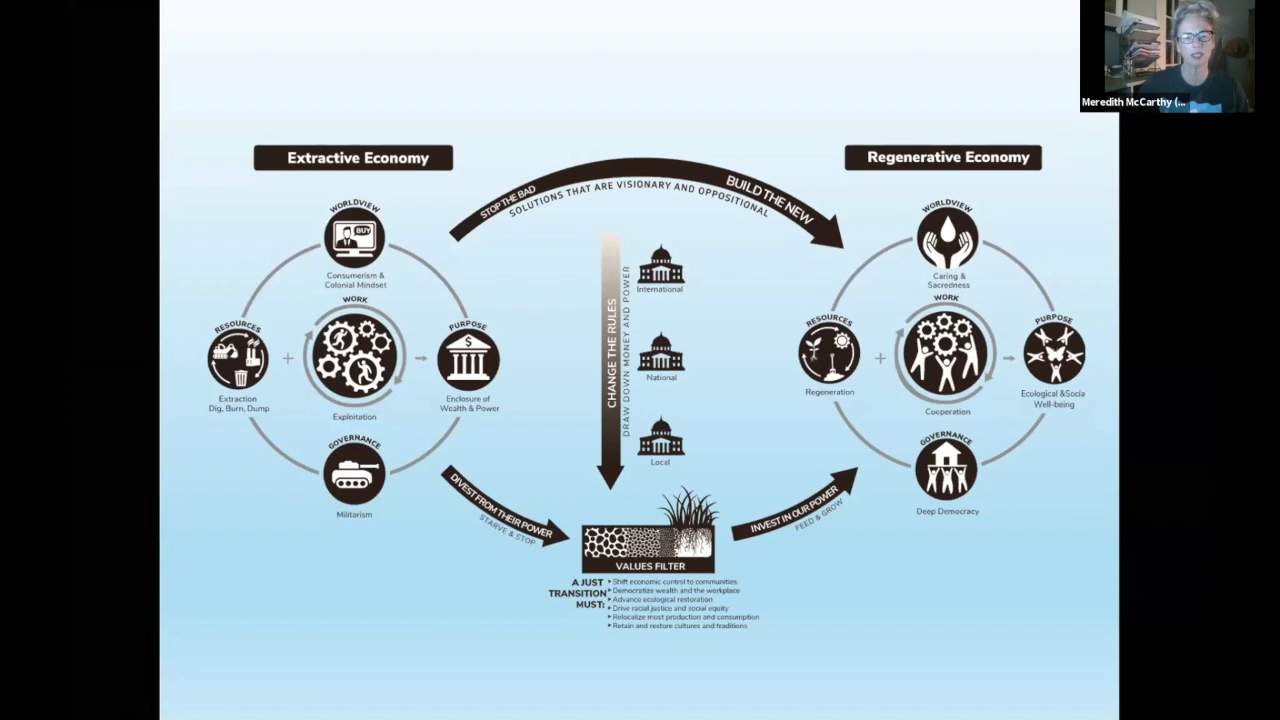 Meredith McCarthy (...
Extractive Economy
WORLDVIEW
BUY
Consumerism &
Colonial Mindset
WORK
Exploitation
RESOURCES
Extraction
Dig, Burn, Dump
PURPOSE
$
Enclosure of
Wealth & Power
GOVERNANCE
Militarism
STOP THE BAD
BUILD THE NEW
SOLUTIONS THAT ARE VISIONARY AND OPPOSITIONAL
CHANGE THE RULES
DRAW DOWN MONEY AND POWER
International
National
Local
DIVEST FROM THEIR POWER
STARVE & STOP
VALUES FILTER
INVEST IN OUR POWER
FEED & GROW
A JUST
TRANSITION
MUST:
‣ Shift economic control to communities
‣ Democratize wealth and the workplace
‣ Advance ecological restoration
‣ Drive racial justice and social equity
‣ Relocalize most production and consumption
‣ Retain and restore cultures and traditions
Regenerative Economy
WORLDVIEW
Caring &
Sacredness
WORK
Cooperation
RESOURCES
Regeneration
PURPOSE
Ecological &Socia
Well-being
GOVERNANCE
Deep Democracy